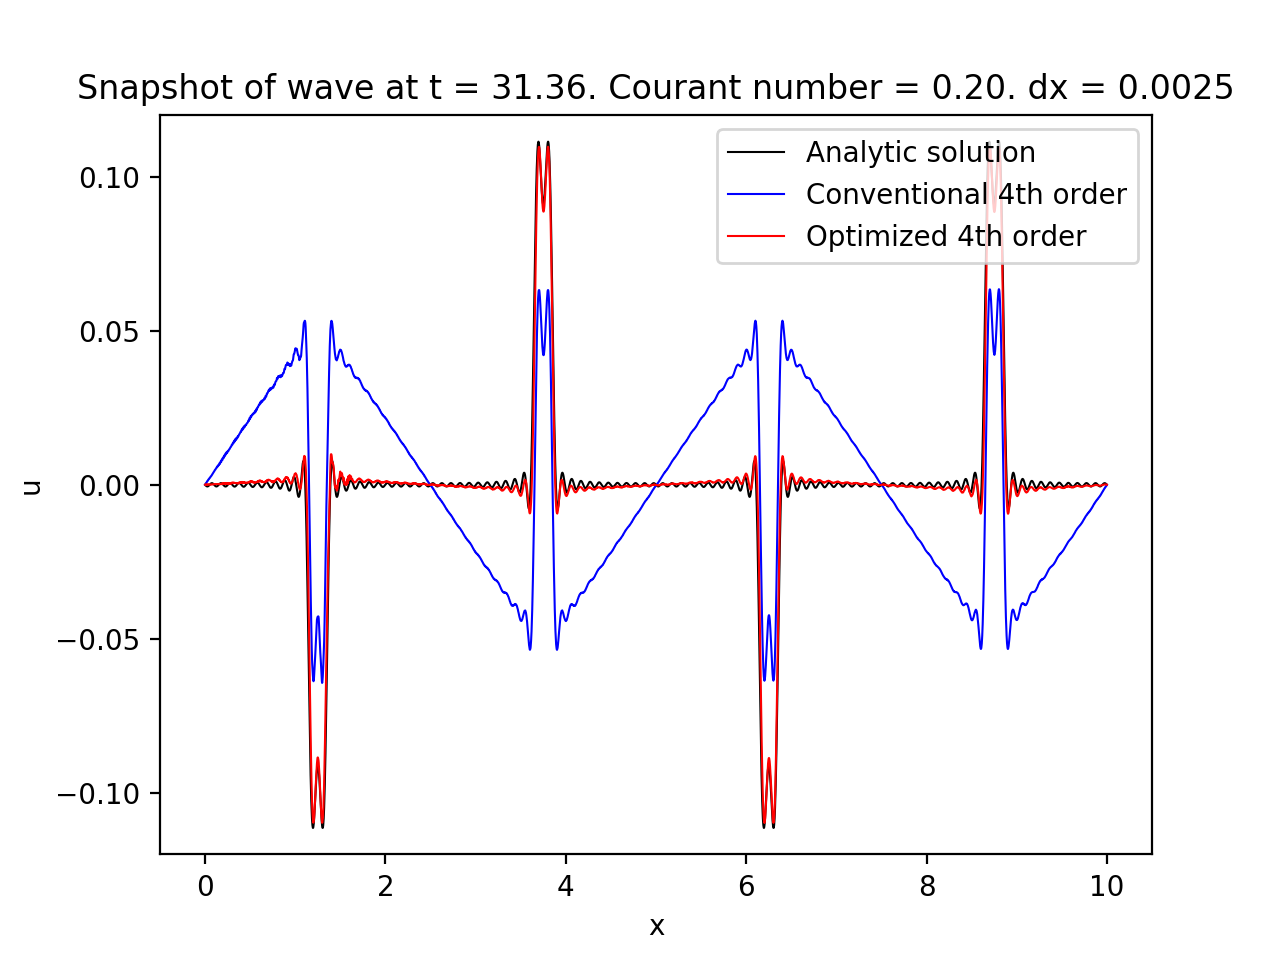 Snapshot of wave at t = 31.36. Courant number = 0.20. dx = 0.0025
Analytic solution
Conventional 4th order
Optimized 4th order
0.10
0.05
0.00
−0.05
−0.10
u
0 2 4 6 8 10
x